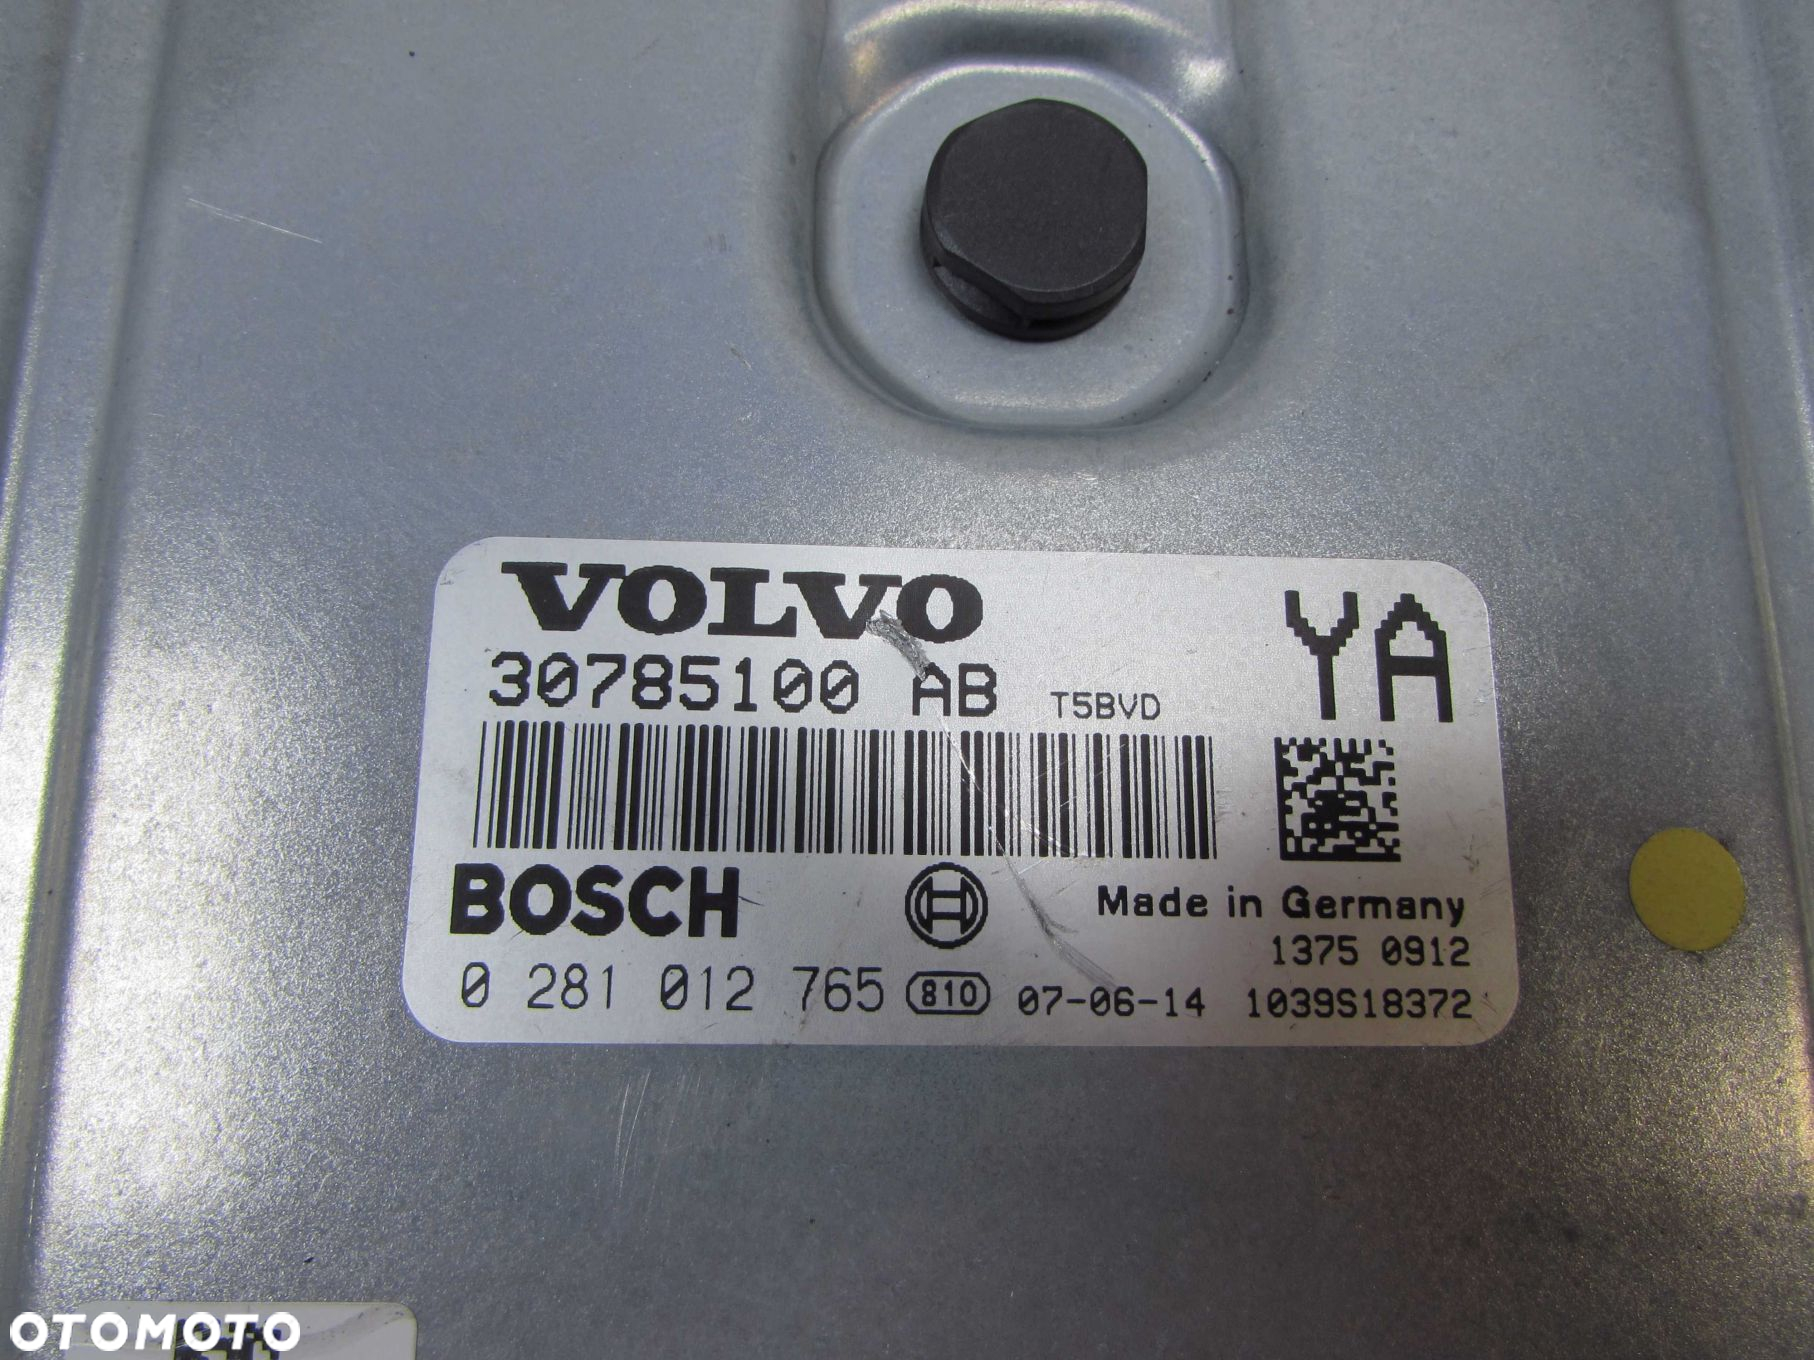 VOLVO
30785100 AB T5BVD YA
BOSCH
Made in Germany
1375 0912
0 281 012 765 810 07-06-14 1039S18372
OTOMOTO